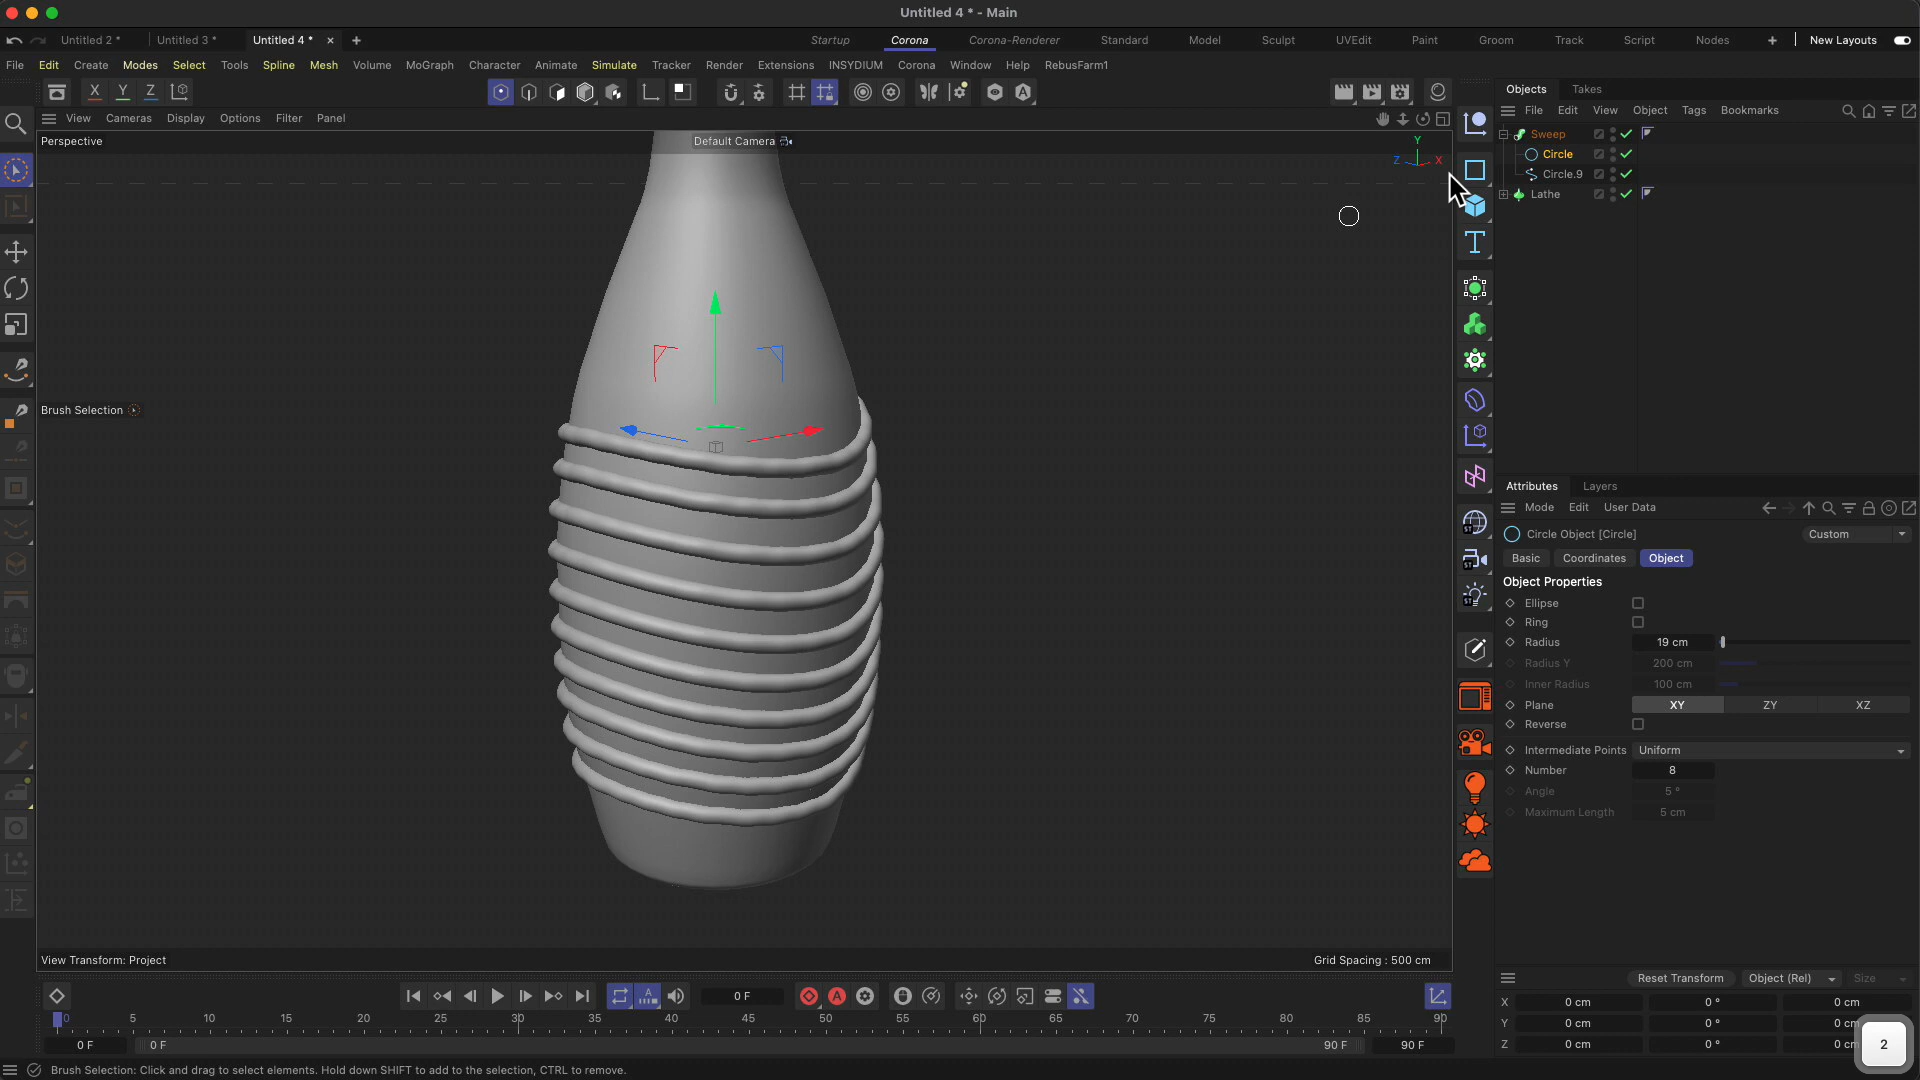 Untitled 4 * - Main
Untitled 2 *
Untitled 3 *
Untitled 4 *
Startup
Corona
Corona-Renderer
Standard
Model
Sculpt
UVEdit
Paint
Groom
Track
Script
Nodes
New Layouts
File Edit Create Modes Select Tools Spline Mesh Volume MoGraph Character Animate Simulate Tracker Render Extensions INSYDIUM Corona Window Help RebusFarm1
X Y Z
View Cameras Display Options Filter Panel
Perspective
Default Camera
Y
Z X
Brush Selection
View Transform: Project
Grid Spacing : 500 cm
Objects Takes
File Edit View Object Tags Bookmarks
Sweep
Circle
Circle.9
Lathe
Attributes Layers
Mode Edit User Data
Circle Object [Circle]
Custom
Basic Coordinates Object
Object Properties
Ellipse
Ring
Radius 19 cm
Radius Y 200 cm
Inner Radius 100 cm
Plane XY ZY XZ
Reverse
Intermediate Points Uniform
Number 8
Angle 5 °
Maximum Length 5 cm
Reset Transform Object (Rel) Size
X 0 cm 0 ° 0 cm
Y 0 cm 0 ° 0 cm
Z 0 cm 0 ° 0 cm
2
0 F
0 5 10 15 20 25 30 35 40 45 50 55 60 65 70 75 80 85 90
0 F 0 F 90 F 90 F
Brush Selection: Click and drag to select elements. Hold down SHIFT to add to the selection, CTRL to remove.